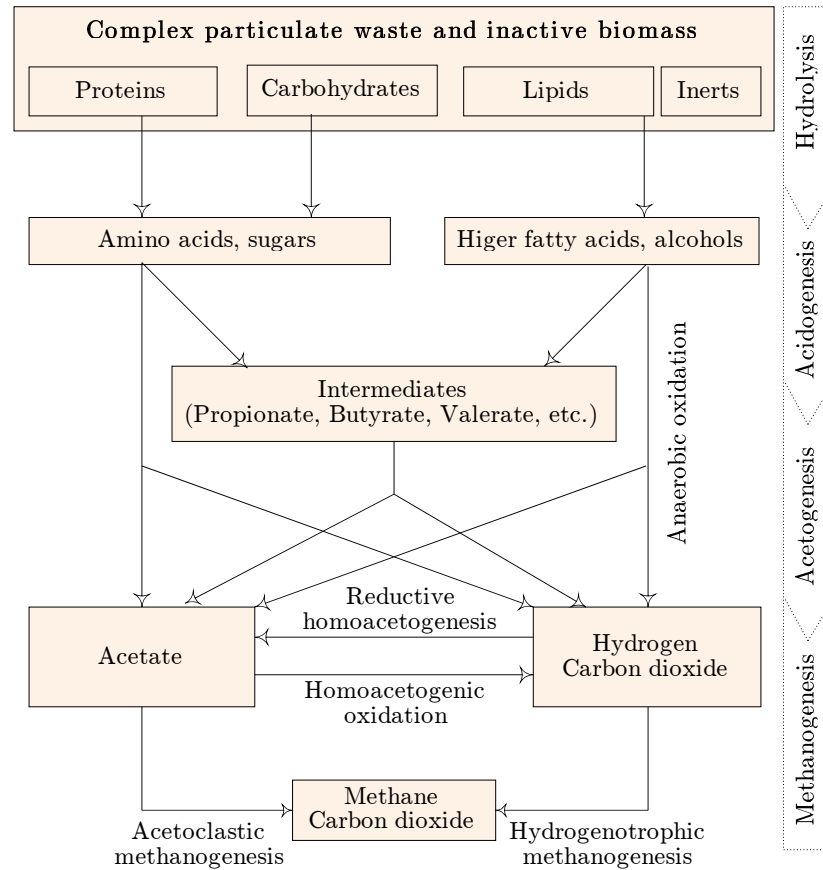 Complex particulate waste and inactive biomass
Proteins
Carbohydrates
Lipids
Inerts
Hydrolysis
Amino acids, sugars
Higer fatty acids, alcohols
Acidogenesis
Intermediates
(Propionate, Butyrate, Valerate, etc.)
Anaerobic oxidation
Acetogenesis
Acetate
Reductive
homoacetogenesis
Homoacetogenic
oxidation
Hydrogen
Carbon dioxide
Methanogenesis
Methane
Carbon dioxide
Acetoclastic
methanogenesis
Hydrogenotrophic
methanogenesis